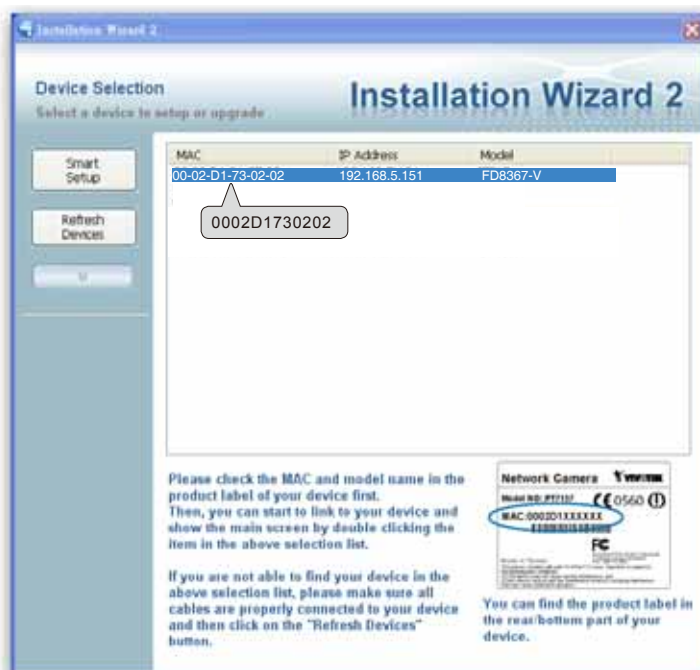 Installation Wizard 2
Device Selection
Select a device to setup or upgrade
Installation Wizard 2
Smart
Setup
Refresh
Devices
MAC IP Address Model
00-02-D1-73-02-02 192.168.5.151 FD8367-V
0002D1730202
Please check the MAC and model name in the
product label of your device first.
Then, you can start to link to your device and
show the main screen by double clicking the
item in the above selection list.
If you are not able to find your device in the
above selection list, please make sure all
cables are properly connected to your device
and then click on the "Refresh Devices"
button.
Network Camera VIVOTEK
Model NO: PT7137 CE 0560
MAC:0002D1XXXXXX
FC
You can find the product label in
the rear/bottom part of your
device.